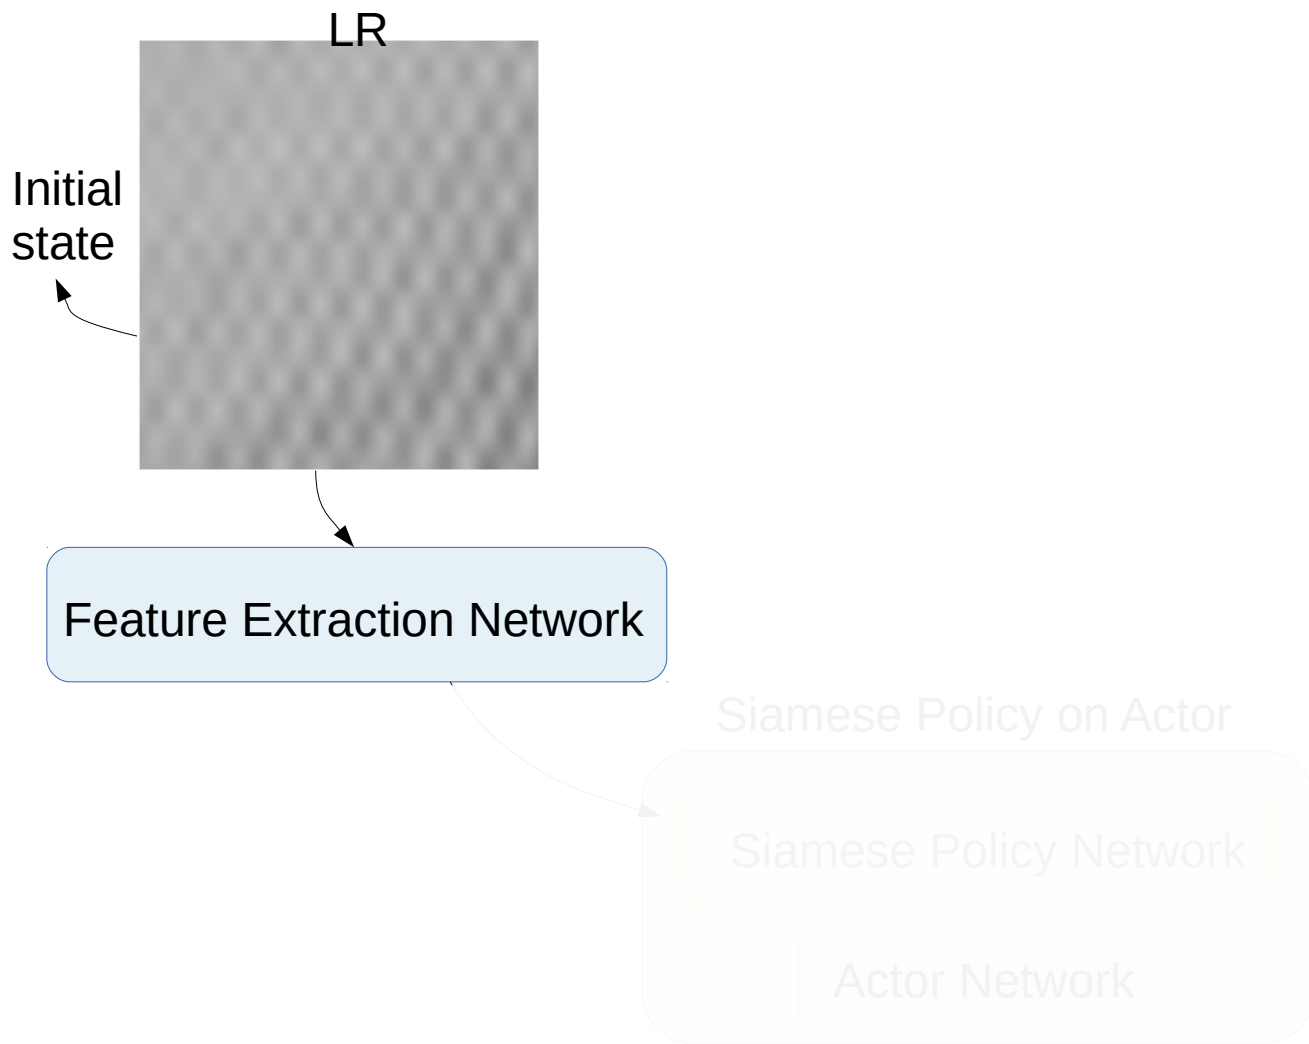 LR
Initial
state
Feature Extraction Network
Siamese Policy on Actor
Siamese Policy Network
Actor Network